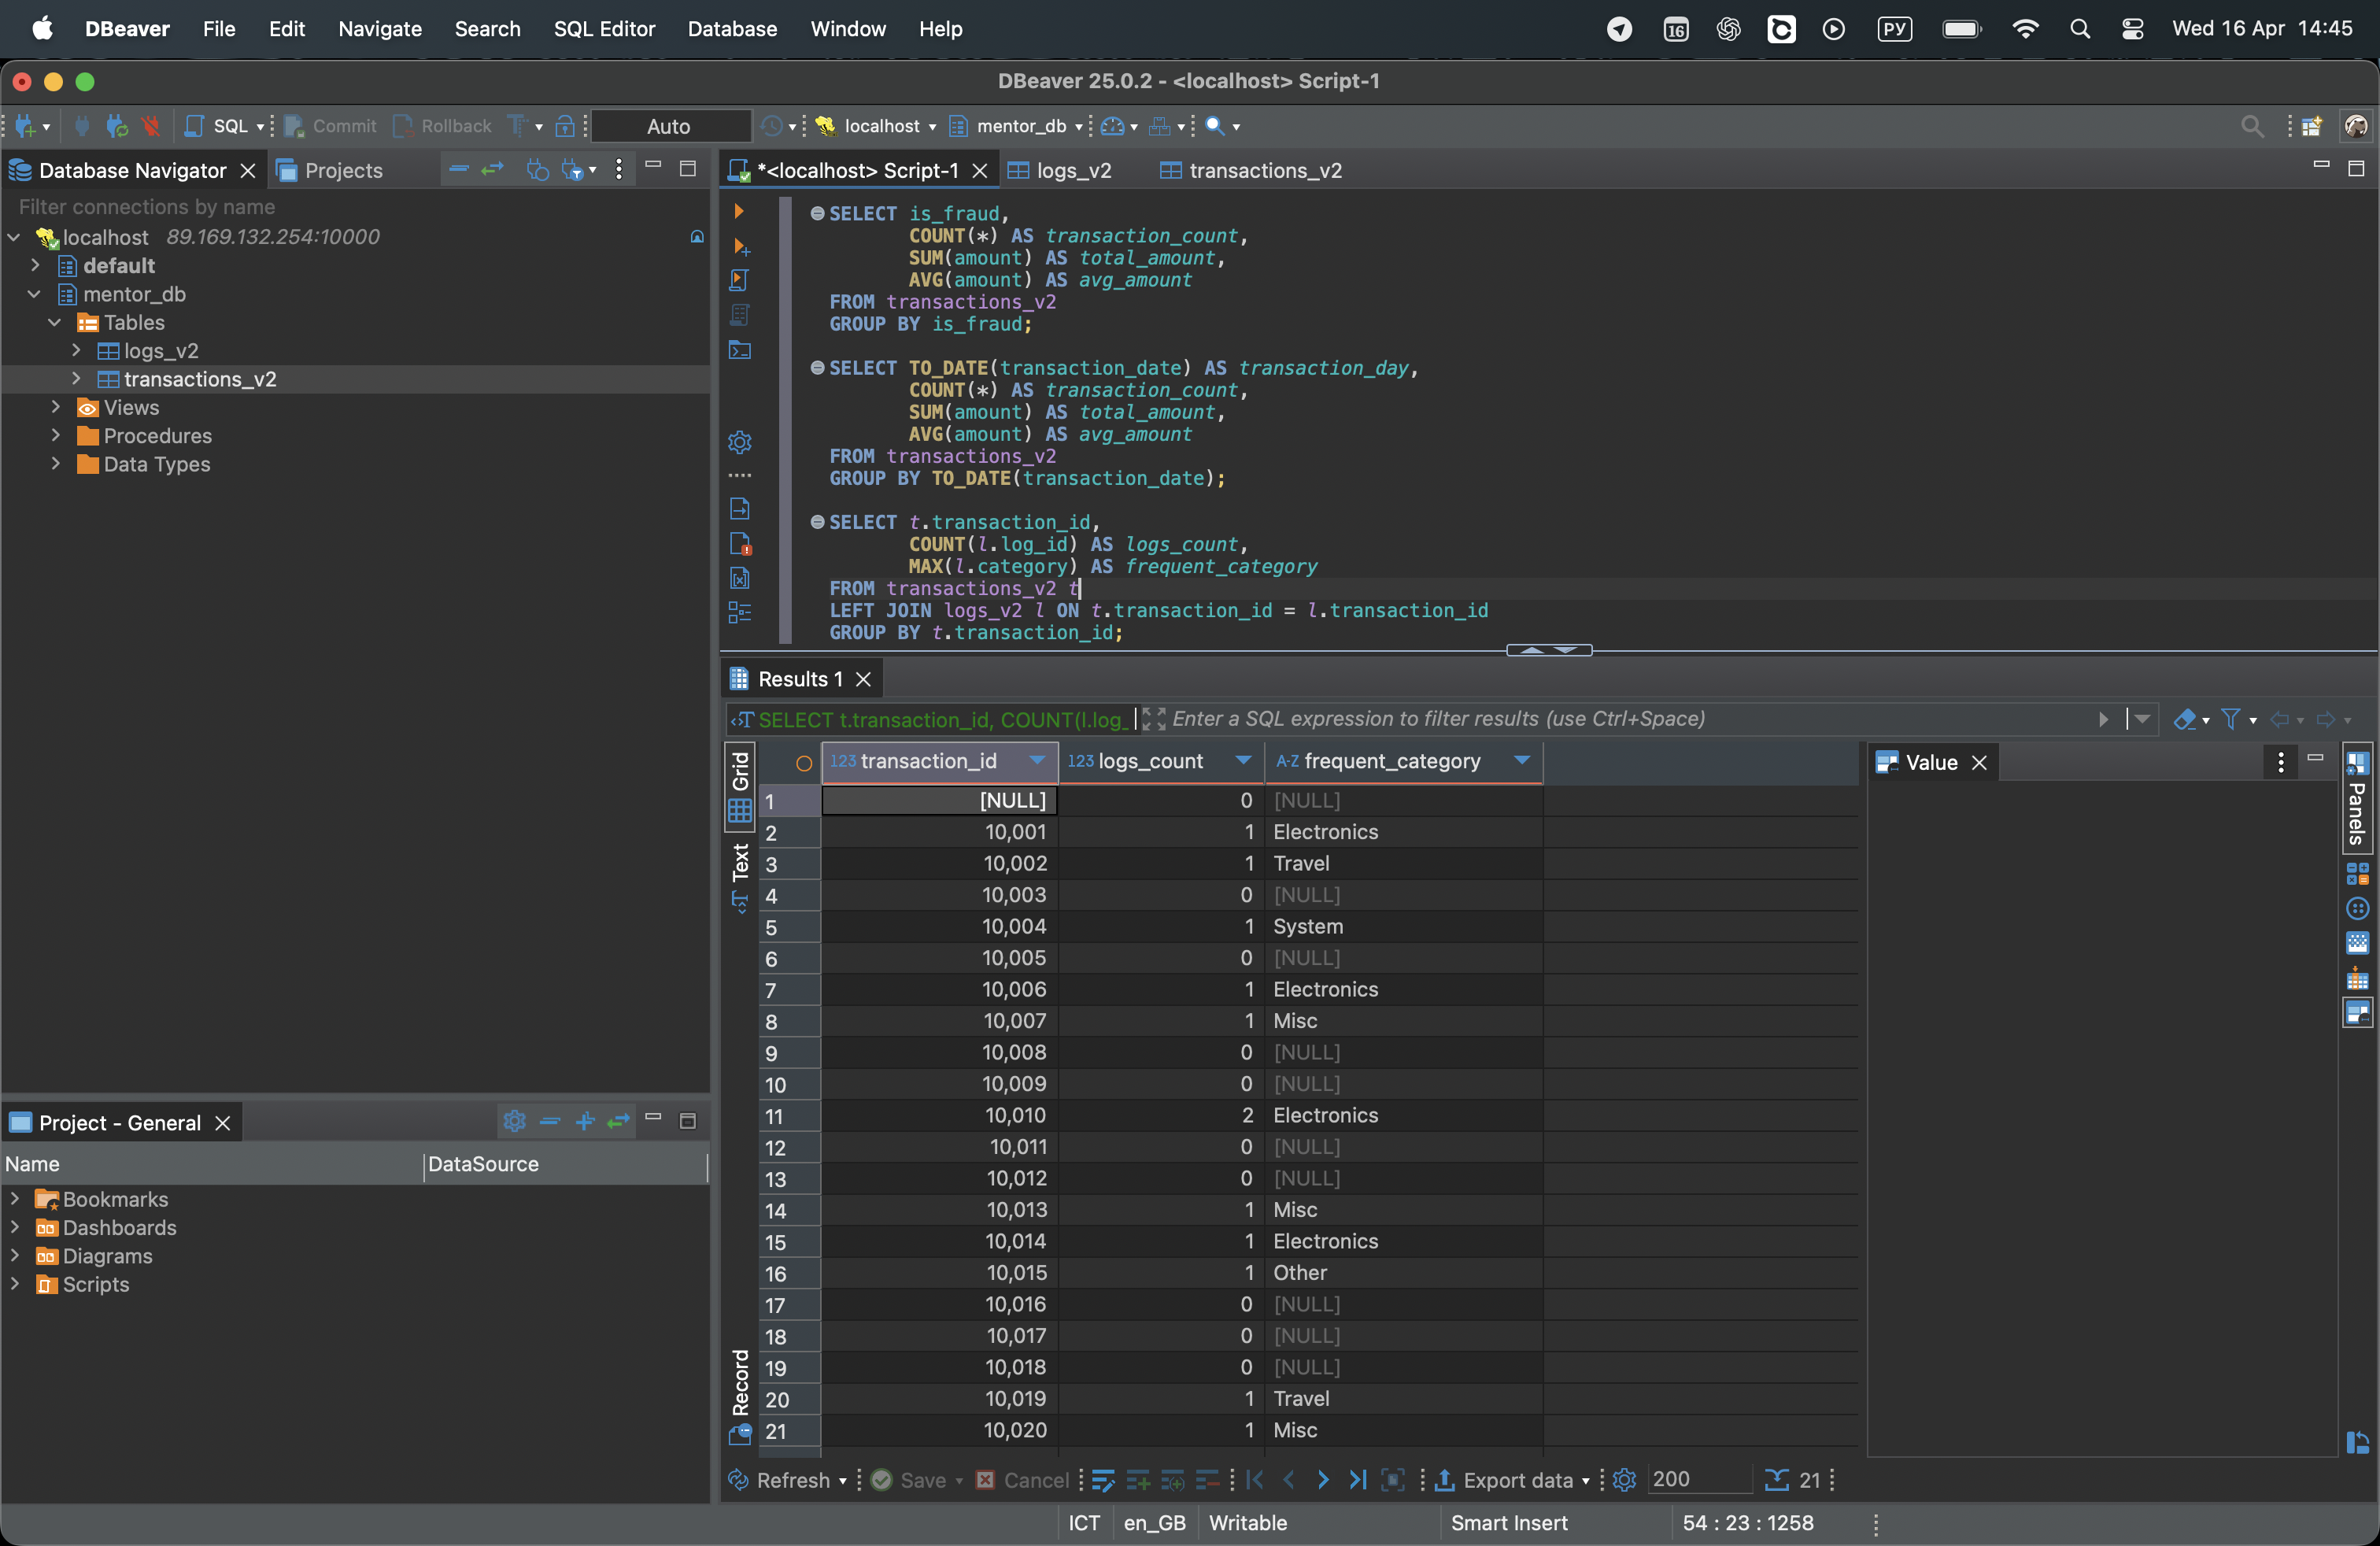 DBeaver File Edit Navigate Search SQL Editor Database Window Help 16 РУ Wed 16 Apr 14:45
DBeaver 25.0.2 - <localhost> Script-1
SQL Commit Rollback Auto localhost mentor_db
Database Navigator Projects
Filter connections by name
localhost 89.169.132.254:10000
default
mentor_db
Tables
logs_v2
transactions_v2
Views
Procedures
Data Types
Project - General
Name DataSource
Bookmarks
Dashboards
Diagrams
Scripts
*<localhost> Script-1 logs_v2 transactions_v2
SELECT is_fraud,
COUNT(*) AS transaction_count,
SUM(amount) AS total_amount,
AVG(amount) AS avg_amount
FROM transactions_v2
GROUP BY is_fraud;
SELECT TO_DATE(transaction_date) AS transaction_day,
COUNT(*) AS transaction_count,
SUM(amount) AS total_amount,
AVG(amount) AS avg_amount
FROM transactions_v2
GROUP BY TO_DATE(transaction_date);
SELECT t.transaction_id,
COUNT(l.log_id) AS logs_count,
MAX(l.category) AS frequent_category
FROM transactions_v2 t
LEFT JOIN logs_v2 l ON t.transaction_id = l.transaction_id
GROUP BY t.transaction_id;
Results 1
SELECT t.transaction_id, COUNT(l.log_ Enter a SQL expression to filter results (use Ctrl+Space)
Grid
Text
Record
123 transaction_id 123 logs_count A-Z frequent_category
1 [NULL] 0 [NULL]
2 10,001 1 Electronics
3 10,002 1 Travel
4 10,003 0 [NULL]
5 10,004 1 System
6 10,005 0 [NULL]
7 10,006 1 Electronics
8 10,007 1 Misc
9 10,008 0 [NULL]
10 10,009 0 [NULL]
11 10,010 2 Electronics
12 10,011 0 [NULL]
13 10,012 0 [NULL]
14 10,013 1 Misc
15 10,014 1 Electronics
16 10,015 1 Other
17 10,016 0 [NULL]
18 10,017 0 [NULL]
19 10,018 0 [NULL]
20 10,019 1 Travel
21 10,020 1 Misc
Value
Panels
Refresh Save Cancel Export data 200 21
ICT en_GB Writable Smart Insert 54 : 23 : 1258